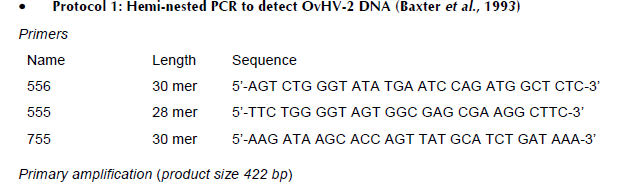 • Protocol 1: Hemi-nested PCR to detect OvHV-2 DNA (Baxter et al., 1993)
Primers
Name Length Sequence
556 30 mer 5’-AGT CTG GGT ATA TGA ATC CAG ATG GCT CTC-3’
555 28 mer 5’-TTC TGG GGT AGT GGC GAG CGA AGG CTTC-3’
755 30 mer 5’-AAG ATA AGC ACC AGT TAT GCA TCT GAT AAA-3’
Primary amplification (product size 422 bp)